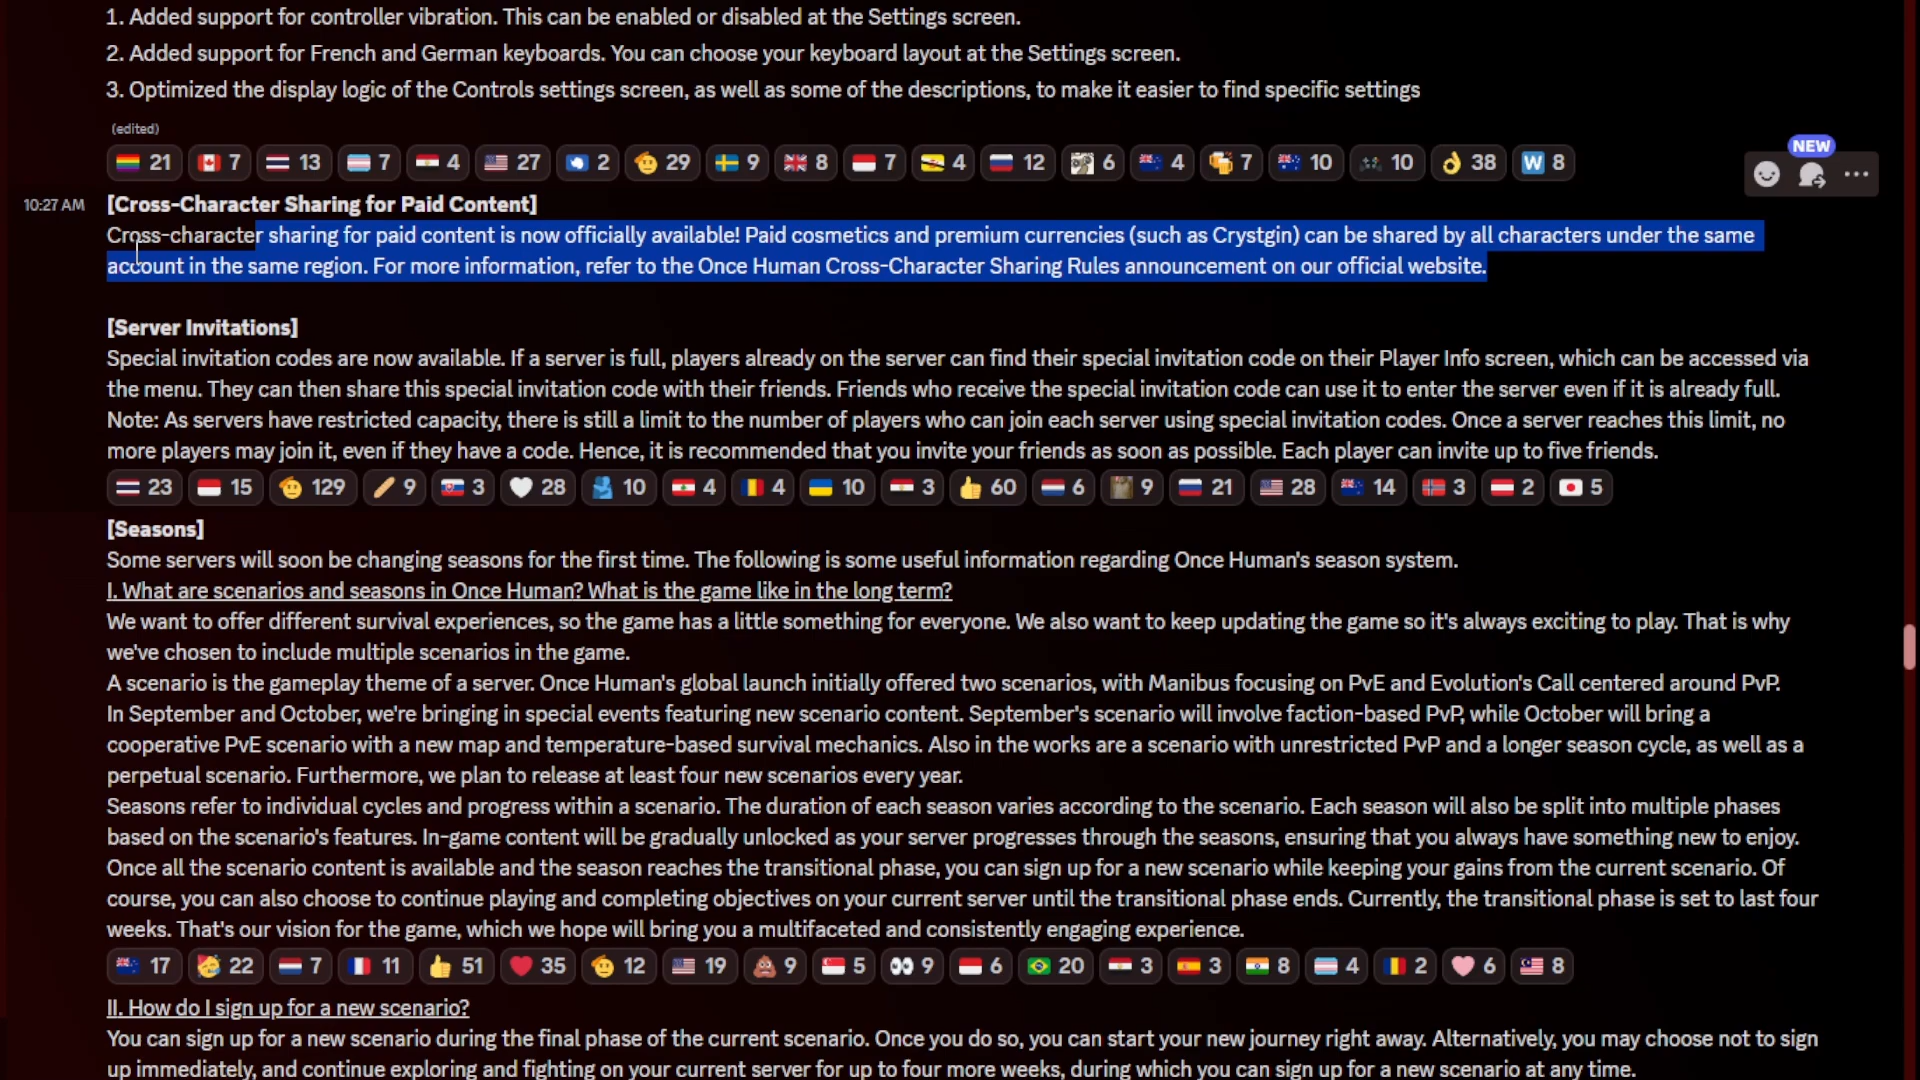 1. Added support for controller vibration. This can be enabled or disabled at the Settings screen.
2. Added support for French and German keyboards. You can choose your keyboard layout at the Settings screen.
3. Optimized the display logic of the Controls settings screen, as well as some of the descriptions, to make it easier to find specific settings
(edited)
21 7 13 7 4 27 2 29 9 8 7 4 12 6 4 7 10 10 38 W 8
NEW
10:27 AM [Cross-Character Sharing for Paid Content]
Cross-character sharing for paid content is now officially available! Paid cosmetics and premium currencies (such as Crystgin) can be shared by all characters under the same
account in the same region. For more information, refer to the Once Human Cross-Character Sharing Rules announcement on our official website.
[Server Invitations]
Special invitation codes are now available. If a server is full, players already on the server can find their special invitation code on their Player Info screen, which can be accessed via
the menu. They can then share this special invitation code with their friends. Friends who receive the special invitation code can use it to enter the server even if it is already full.
Note: As servers have restricted capacity, there is still a limit to the number of players who can join each server using special invitation codes. Once a server reaches this limit, no
more players may join it, even if they have a code. Hence, it is recommended that you invite your friends as soon as possible. Each player can invite up to five friends.
23 15 129 9 3 28 10 4 4 10 3 60 6 9 21 28 14 3 2 5
[Seasons]
Some servers will soon be changing seasons for the first time. The following is some useful information regarding Once Human's season system.
I. What are scenarios and seasons in Once Human? What is the game like in the long term?
We want to offer different survival experiences, so the game has a little something for everyone. We also want to keep updating the game so it's always exciting to play. That is why
we've chosen to include multiple scenarios in the game.
A scenario is the gameplay theme of a server. Once Human's global launch initially offered two scenarios, with Manibus focusing on PvE and Evolution's Call centered around PvP.
In September and October, we're bringing in special events featuring new scenario content. September's scenario will involve faction-based PvP, while October will bring a
cooperative PvE scenario with a new map and temperature-based survival mechanics. Also in the works are a scenario with unrestricted PvP and a longer season cycle, as well as a
perpetual scenario. Furthermore, we plan to release at least four new scenarios every year.
Seasons refer to individual cycles and progress within a scenario. The duration of each season varies according to the scenario. Each season will also be split into multiple phases
based on the scenario's features. In-game content will be gradually unlocked as your server progresses through the seasons, ensuring that you always have something new to enjoy.
Once all the scenario content is available and the season reaches the transitional phase, you can sign up for a new scenario while keeping your gains from the current scenario. Of
course, you can also choose to continue playing and completing objectives on your current server until the transitional phase ends. Currently, the transitional phase is set to last four
weeks. That's our vision for the game, which we hope will bring you a multifaceted and consistently engaging experience.
17 22 7 11 51 35 12 19 9 5 9 6 20 3 3 8 4 2 6 8
II. How do I sign up for a new scenario?
You can sign up for a new scenario during the final phase of the current scenario. Once you do so, you can start your new journey right away. Alternatively, you may choose not to sign
up immediately, and continue exploring and fighting on your current server for up to four more weeks, during which you can sign up for a new scenario at any time.